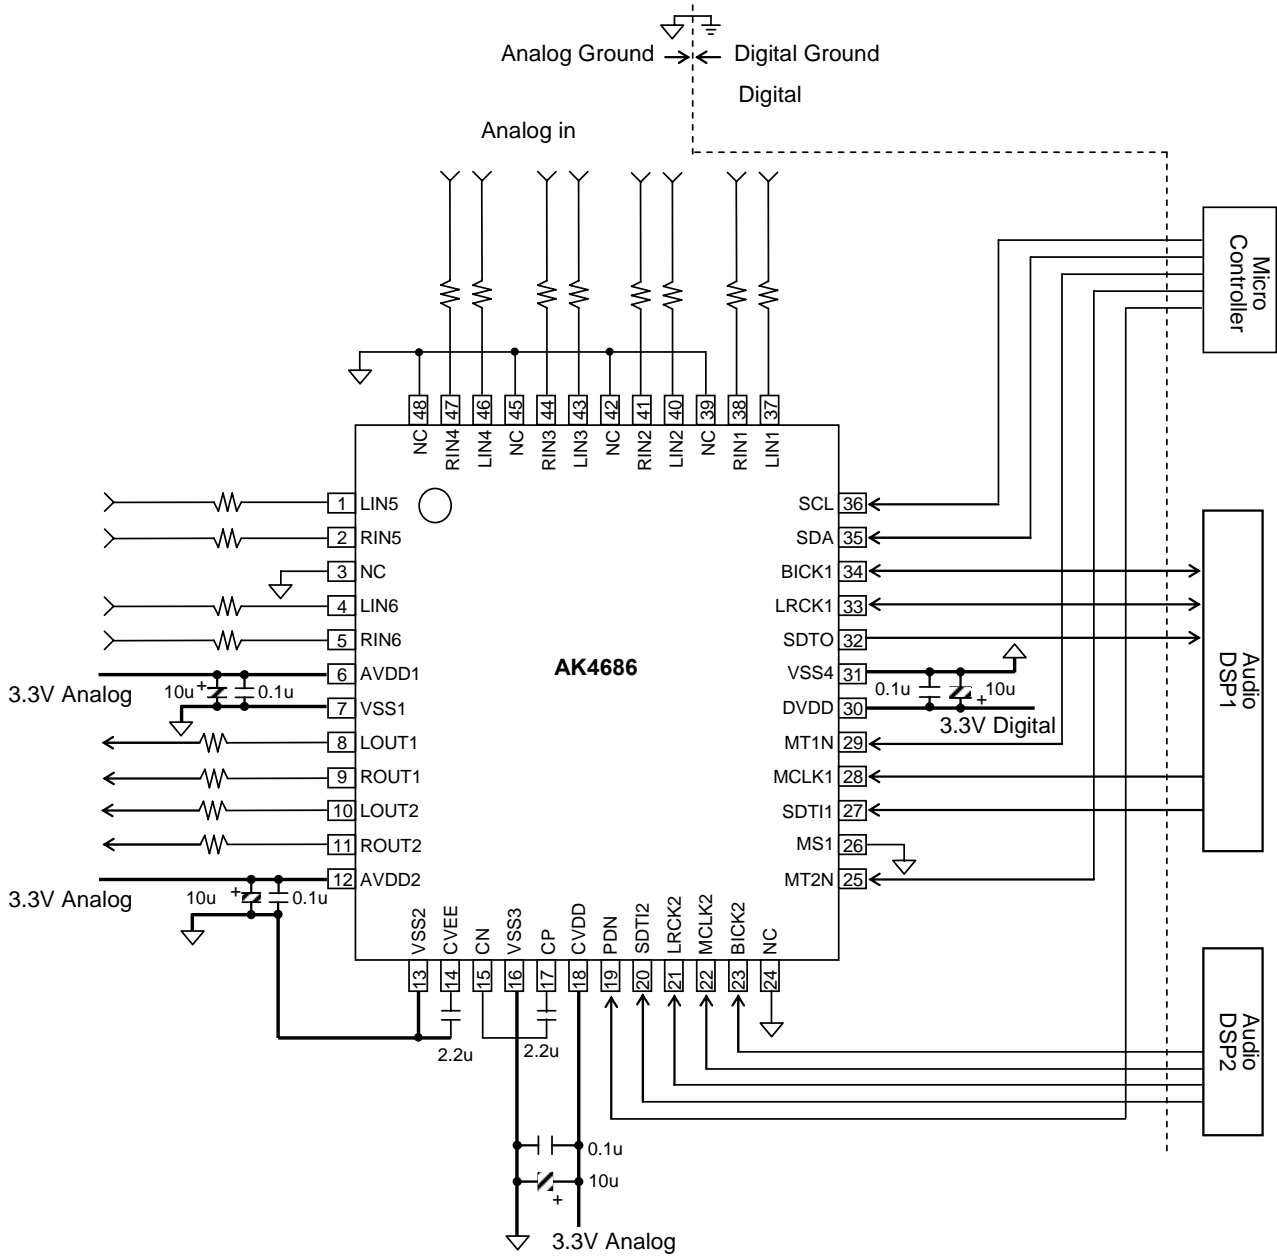 Analog Ground
Digital Ground
Digital
Analog in
Micro
Controller
48 47 46 45 44 43 42 41 40 39 38 37
NC RIN4 LIN4 NC RIN3 LIN3 NC RIN2 LIN2 NC RIN1 LIN1
1 LIN5
2 RIN5
3 NC
4 LIN6
5 RIN6
6 AVDD1
7 VSS1
8 LOUT1
9 ROUT1
10 LOUT2
11 ROUT2
12 AVDD2
3.3V Analog
10u + 0.1u
3.3V Analog
10u + 0.1u
AK4686
SCL 36
SDA 35
BICK1 34
LRCK1 33
SDTO 32
VSS4 31
DVDD 30
MT1N 29
MCLK1 28
SDTI1 27
MS1 26
MT2N 25
0.1u + 10u
3.3V Digital
Audio
DSP1
VSS2 CVEE CN VSS3 CP CVDD PDN SDTI2 LRCK2 MCLK2 BICK2 NC
13 14 15 16 17 18 19 20 21 22 23 24
2.2u
2.2u
Audio
DSP2
0.1u
10u
+
3.3V Analog